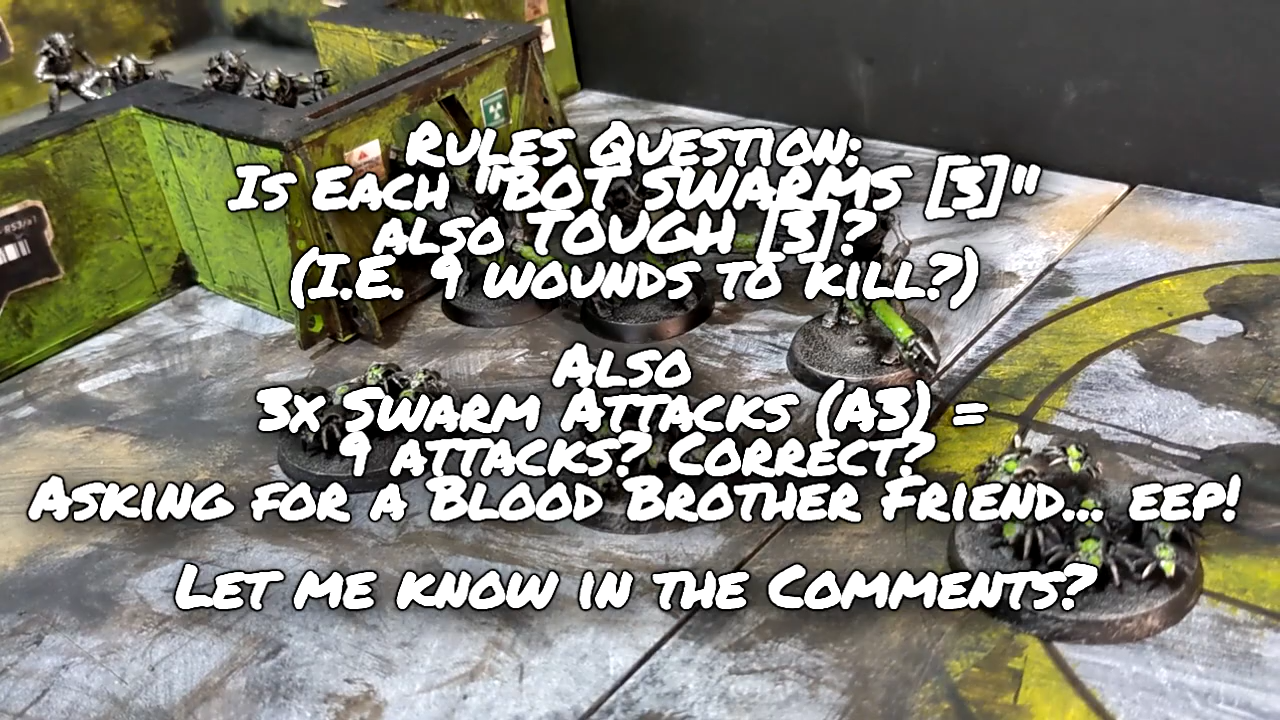 Rules Question:
Is Each "BOT SWARMS [3]"
also TOUGH [3]?
(I.E. 9 wounds to kill?)
Also
3x Swarm Attacks (A3) =
9 attacks? Correct?
Asking for a Blood Brother Friend... eep!
Let me know in the Comments?